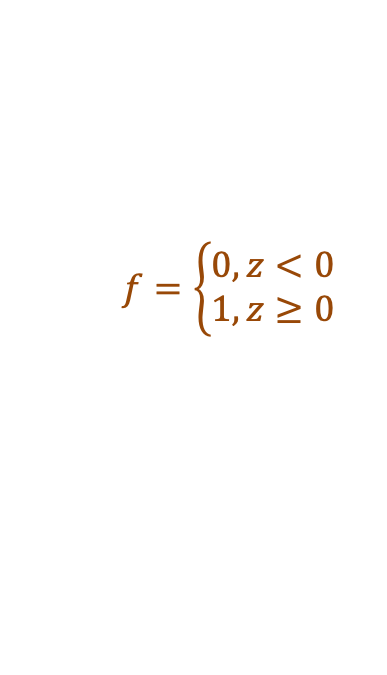 f = {0, z < 0
1, z ≥ 0